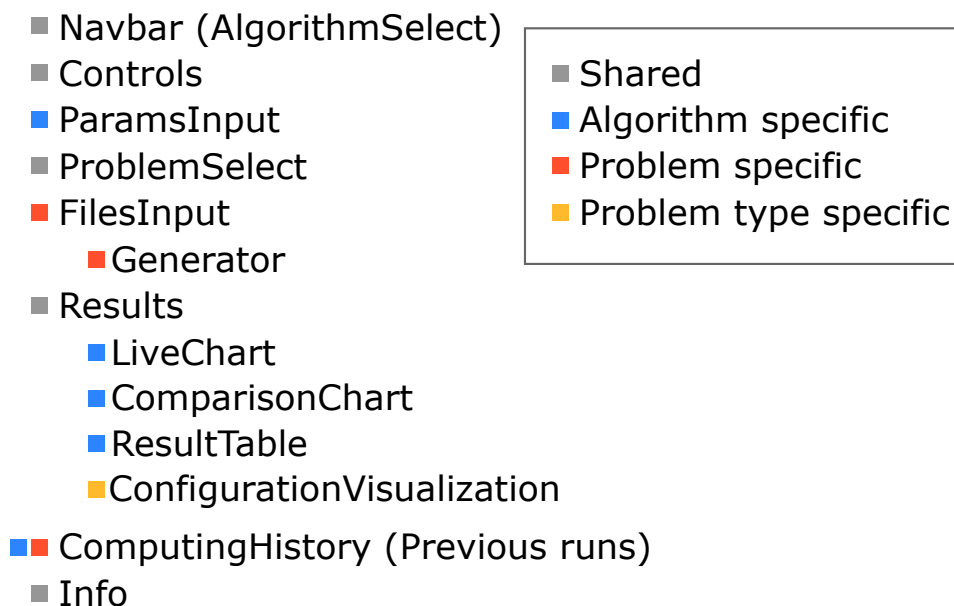 Navbar (AlgorithmSelect)
Controls
ParamsInput
ProblemSelect
FilesInput
Generator
Results
LiveChart
ComparisonChart
ResultTable
ConfigurationVisualization
ComputingHistory (Previous runs)
Info
Shared
Algorithm specific
Problem specific
Problem type specific